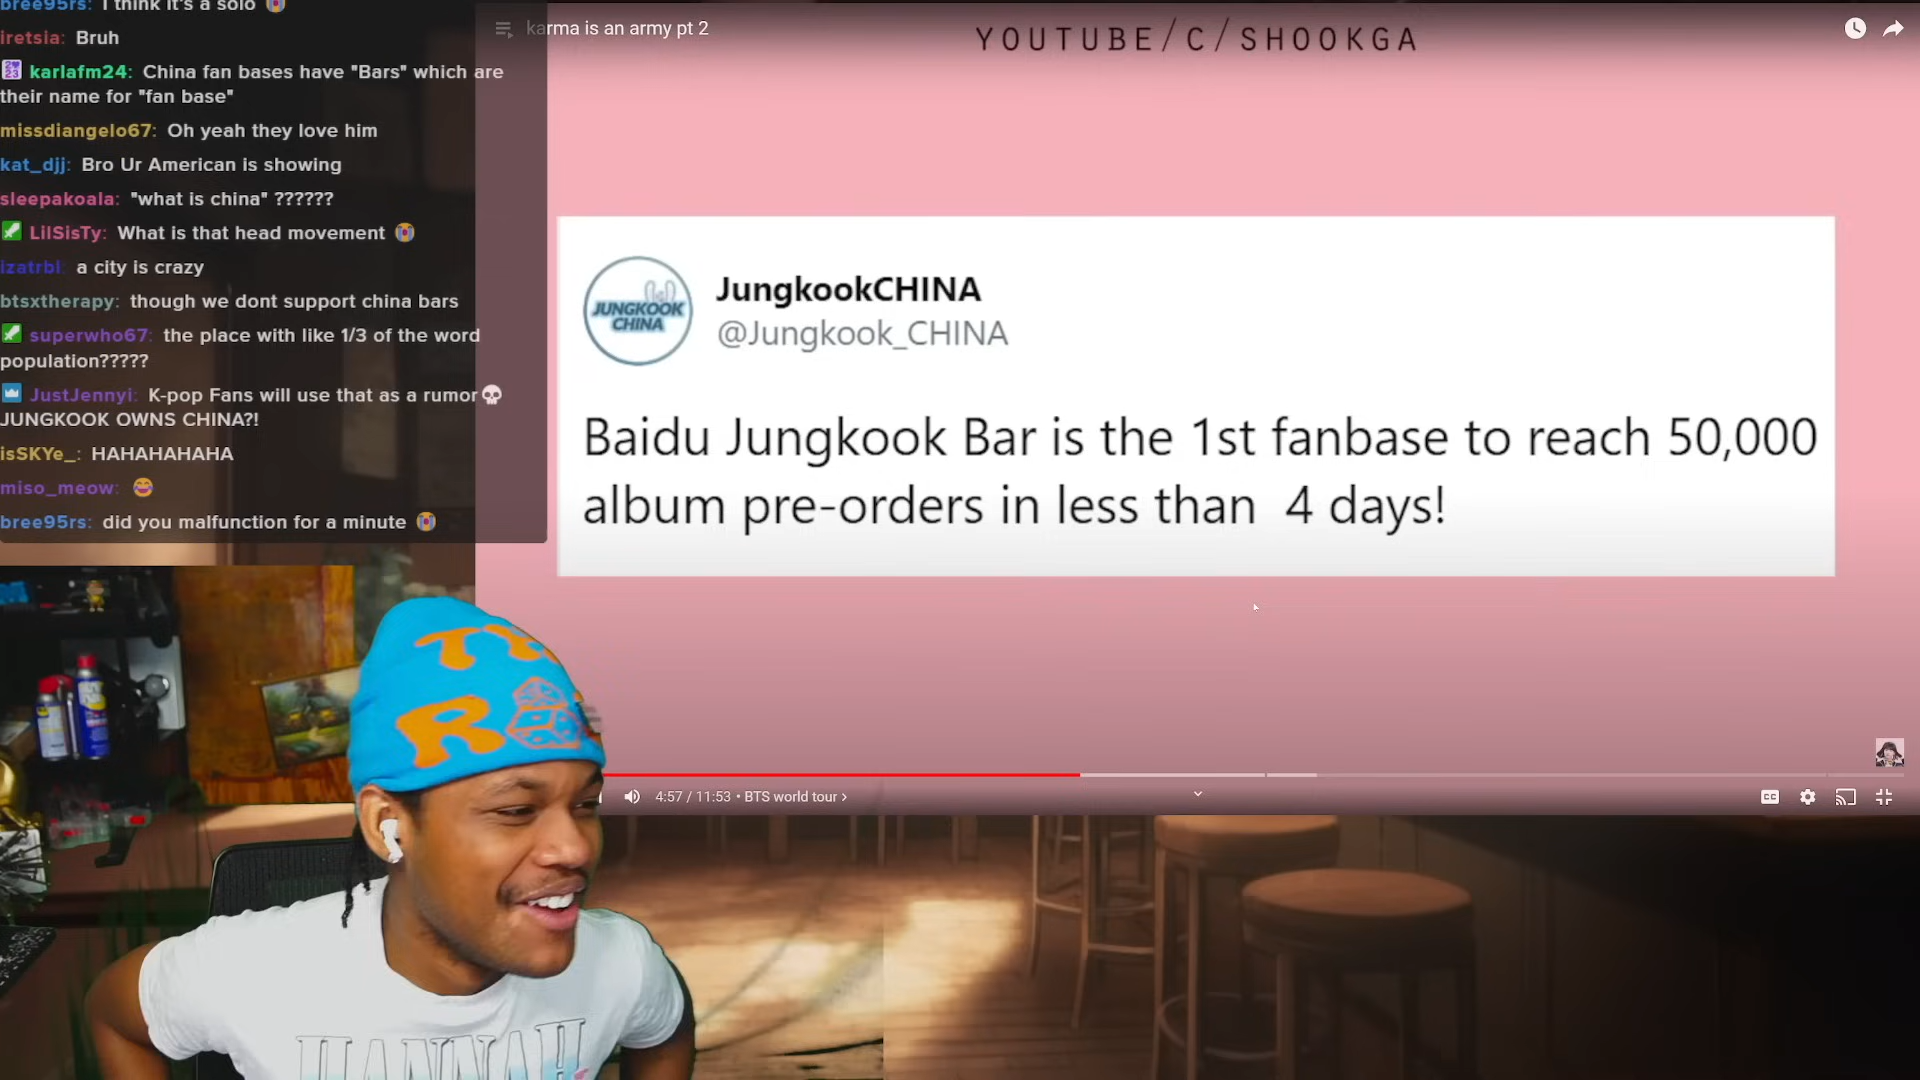 bree95rs: I think it's a solo
iretsia: Bruh
karlafm24: China fan bases have "Bars" which are
their name for "fan base"
missdiangelo67: Oh yeah they love him
kat_djj: Bro Ur American is showing
sleepakoala: "what is china" ??????
LilSisTy: What is that head movement
izatrbl: a city is crazy
btsxtherapy: though we dont support china bars
superwho67: the place with like 1/3 of the word
population?????
JustJennyi: K-pop Fans will use that as a rumor
JUNGKOOK OWNS CHINA?!
isSKYe_: HAHAHAHAHA
miso_meow:
bree95rs: did you malfunction for a minute
karma is an army pt 2
YOUTUBE/C/SHOOKGA
JUNGKOOK
CHINA
JungkookCHINA
@Jungkook_CHINA
Baidu Jungkook Bar is the 1st fanbase to reach 50,000
album pre-orders in less than 4 days!
4:57 / 11:53 • BTS world tour ›
CC
HANNAH